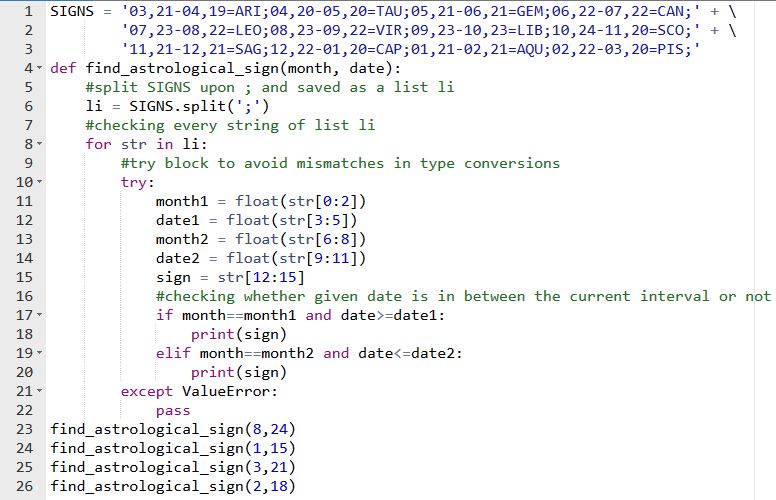 1 SIGNS = '03,21-04,19=ARI;04,20-05,20=TAU;05,21-06,21=GEM;06,22-07,22=CAN;' + \
2         '07,23-08,22=LEO;08,23-09,22=VIR;09,23-10,23=LIB;10,24-11,20=SCO;' + \
3         '11,21-12,21=SAG;12,22-01,20=CAP;01,21-02,21=AQU;02,22-03,20=PIS;'
4 def find_astrological_sign(month, date):
5     #split SIGNS upon ; and saved as a list li
6     li = SIGNS.split(';')
7     #checking every string of list li
8     for str in li:
9         #try block to avoid mismatches in type conversions
10         try:
11             month1 = float(str[0:2])
12             date1 = float(str[3:5])
13             month2 = float(str[6:8])
14             date2 = float(str[9:11])
15             sign = str[12:15]
16             #checking whether given date is in between the current interval or not
17             if month==month1 and date>=date1:
18                 print(sign)
19             elif month==month2 and date<=date2:
20                 print(sign)
21         except ValueError:
22             pass
23 find_astrological_sign(8,24)
24 find_astrological_sign(1,15)
25 find_astrological_sign(3,21)
26 find_astrological_sign(2,18)